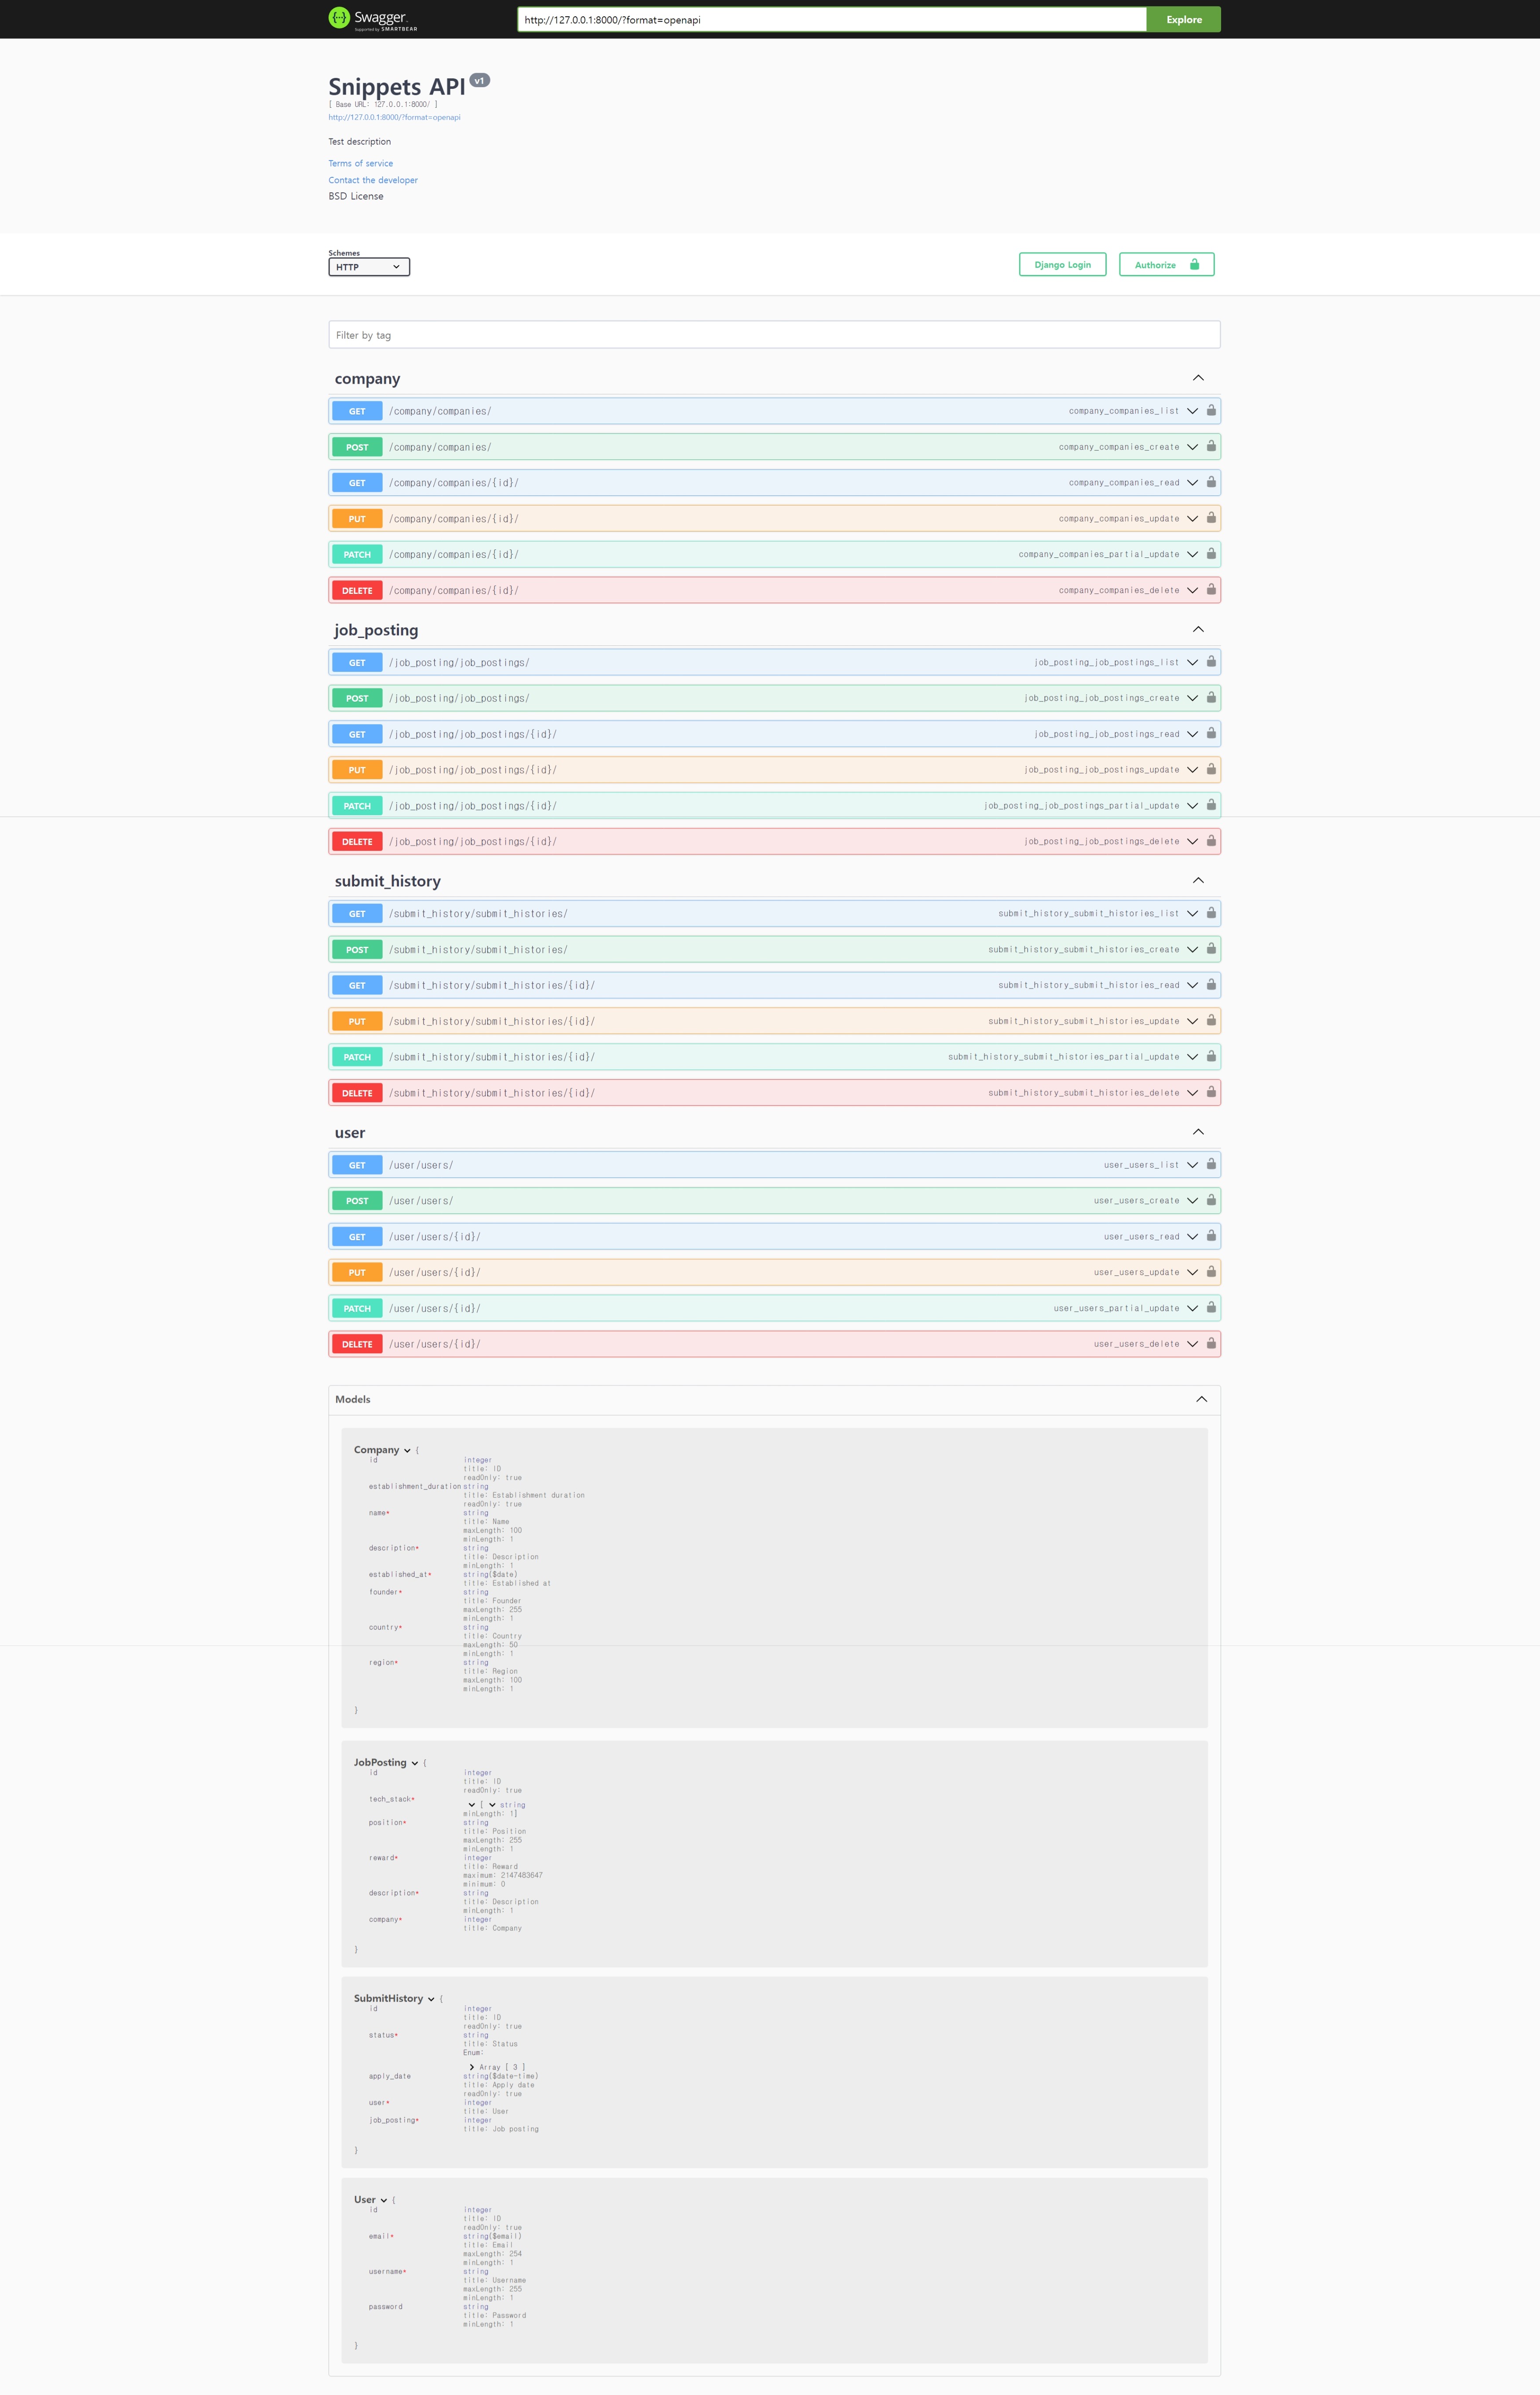 Swagger.
Supported by SMARTBEAR
http://127.0.0.1:8000/?format=openapi
Explore
Snippets API v1
[ Base URL: 127.0.0.1:8000/ ]
http://127.0.0.1:8000/?format=openapi
Test description
Terms of service
Contact the developer
BSD License
Schemes
HTTP
Django Login
Authorize
Filter by tag
company
GET /company/companies/ company_companies_list
POST /company/companies/ company_companies_create
GET /company/companies/{id}/ company_companies_read
PUT /company/companies/{id}/ company_companies_update
PATCH /company/companies/{id}/ company_companies_partial_update
DELETE /company/companies/{id}/ company_companies_delete
job_posting
GET /job_posting/job_postings/ job_posting_job_postings_list
POST /job_posting/job_postings/ job_posting_job_postings_create
GET /job_posting/job_postings/{id}/ job_posting_job_postings_read
PUT /job_posting/job_postings/{id}/ job_posting_job_postings_update
PATCH /job_posting/job_postings/{id}/ job_posting_job_postings_partial_update
DELETE /job_posting/job_postings/{id}/ job_posting_job_postings_delete
submit_history
GET /submit_history/submit_histories/ submit_history_submit_histories_list
POST /submit_history/submit_histories/ submit_history_submit_histories_create
GET /submit_history/submit_histories/{id}/ submit_history_submit_histories_read
PUT /submit_history/submit_histories/{id}/ submit_history_submit_histories_update
PATCH /submit_history/submit_histories/{id}/ submit_history_submit_histories_partial_update
DELETE /submit_history/submit_histories/{id}/ submit_history_submit_histories_delete
user
GET /user/users/ user_users_list
POST /user/users/ user_users_create
GET /user/users/{id}/ user_users_read
PUT /user/users/{id}/ user_users_update
PATCH /user/users/{id}/ user_users_partial_update
DELETE /user/users/{id}/ user_users_delete
Models
Company {
id integer
title: ID
readOnly: true
establishment_duration string
title: Establishment duration
readOnly: true
name* string
title: Name
maxLength: 100
minLength: 1
description* string
title: Description
minLength: 1
established_at* string($date)
title: Established at
founder* string
title: Founder
maxLength: 255
minLength: 1
country* string
title: Country
maxLength: 50
minLength: 1
region* string
title: Region
maxLength: 100
minLength: 1
}
JobPosting {
id integer
title: ID
readOnly: true
tech_stack*
[ string
minLength: 1]
position* string
title: Position
maxLength: 255
minLength: 1
reward* integer
title: Reward
maximum: 2147483647
minimum: 0
description* string
title: Description
minLength: 1
company* integer
title: Company
}
SubmitHistory {
id integer
title: ID
readOnly: true
status* string
title: Status
Enum:
Array [ 3 ]
apply_date string($date-time)
title: Apply date
readOnly: true
user* integer
title: User
job_posting* integer
title: Job posting
}
User {
id integer
title: ID
readOnly: true
email* string($email)
title: Email
maxLength: 254
minLength: 1
username* string
title: Username
maxLength: 255
minLength: 1
password string
title: Password
minLength: 1
}